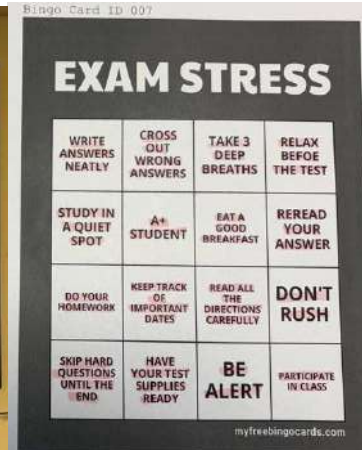 Bingo Card ID 007
EXAM STRESS
WRITE
ANSWERS
NEATLY
CROSS
OUT
WRONG
ANSWERS
TAKE 3
DEEP
BREATHS
RELAX
BEFOE
THE TEST
STUDY IN
A QUIET
SPOT
A+
STUDENT
EAT A
GOOD
BREAKFAST
REREAD
YOUR
ANSWER
DO YOUR
HOMEWORK
KEEP TRACK
OF
IMPORTANT
DATES
READ ALL
THE
DIRECTIONS
CAREFULLY
DON'T
RUSH
SKIP HARD
QUESTIONS
UNTIL THE
END
HAVE
YOUR TEST
SUPPLIES
READY
BE
ALERT
PARTICIPATE
IN CLASS
myfreebingocards.com